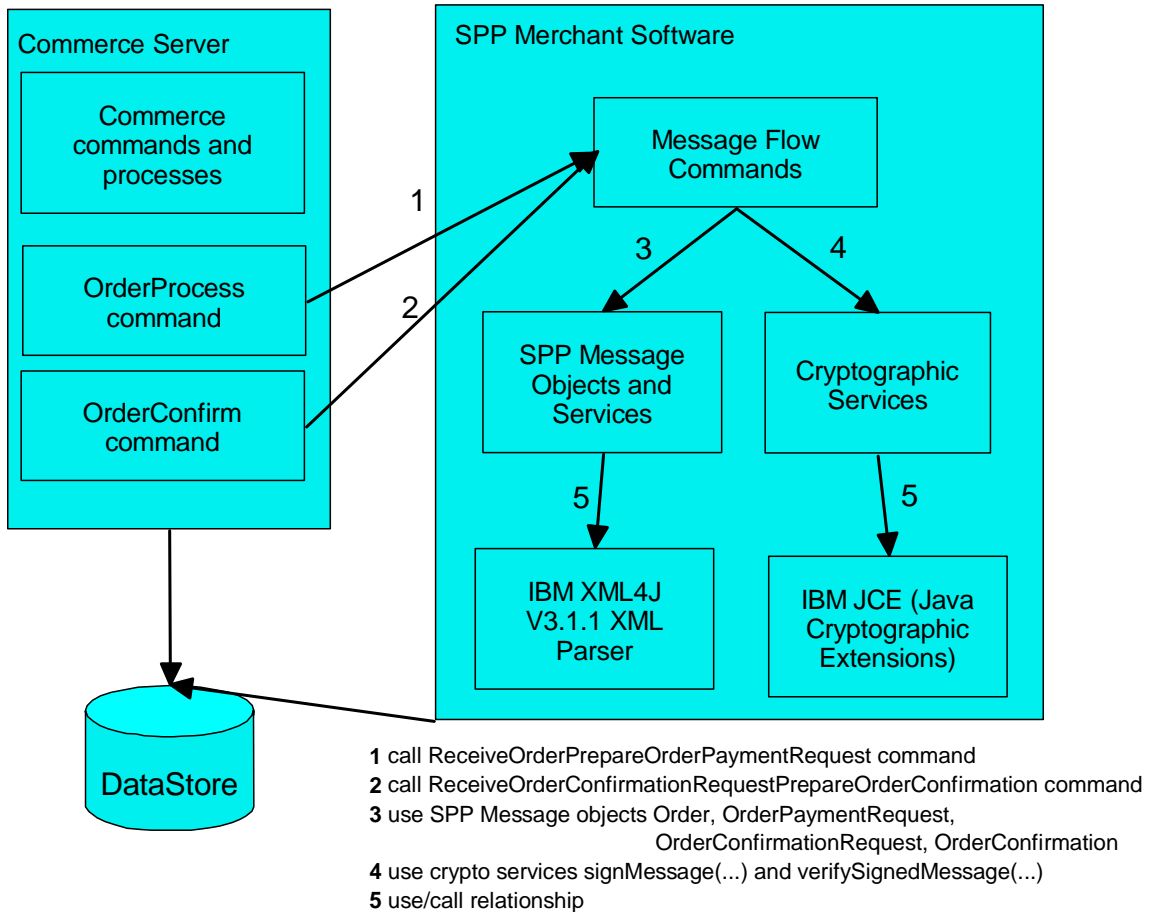 Commerce Server
Commerce
commands and
processes
OrderProcess
command
OrderConfirm
command
DataStore
1
2
SPP Merchant Software
Message Flow
Commands
3
4
SPP Message
Objects and
Services
Cryptographic
Services
5
5
IBM XML4J
V3.1.1 XML
Parser
IBM JCE (Java
Cryptographic
Extensions)
1 call ReceiveOrderPrepareOrderPaymentRequest command
2 call ReceiveOrderConfirmationRequestPrepareOrderConfirmation command
3 use SPP Message objects Order, OrderPaymentRequest,
OrderConfirmationRequest, OrderConfirmation
4 use crypto services signMessage(...) and verifySignedMessage(...)
5 use/call relationship